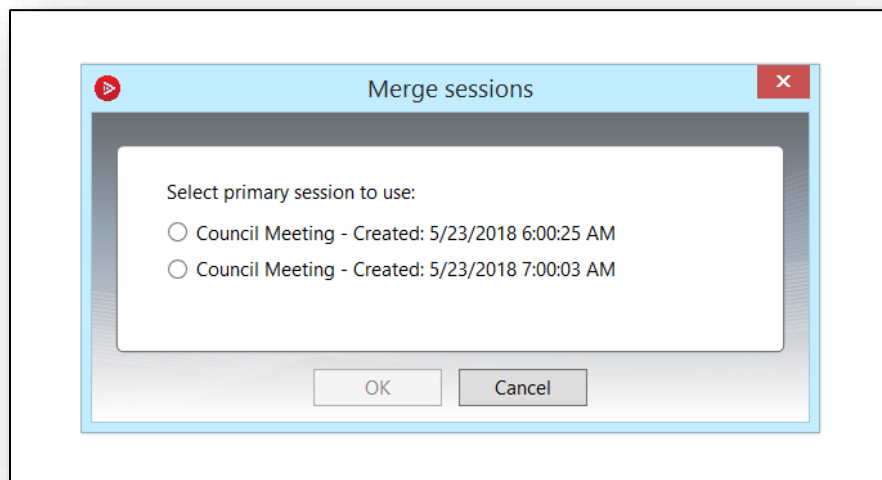 Merge sessions
Select primary session to use:
Council Meeting - Created: 5/23/2018 6:00:25 AM
Council Meeting - Created: 5/23/2018 7:00:03 AM
OK
Cancel